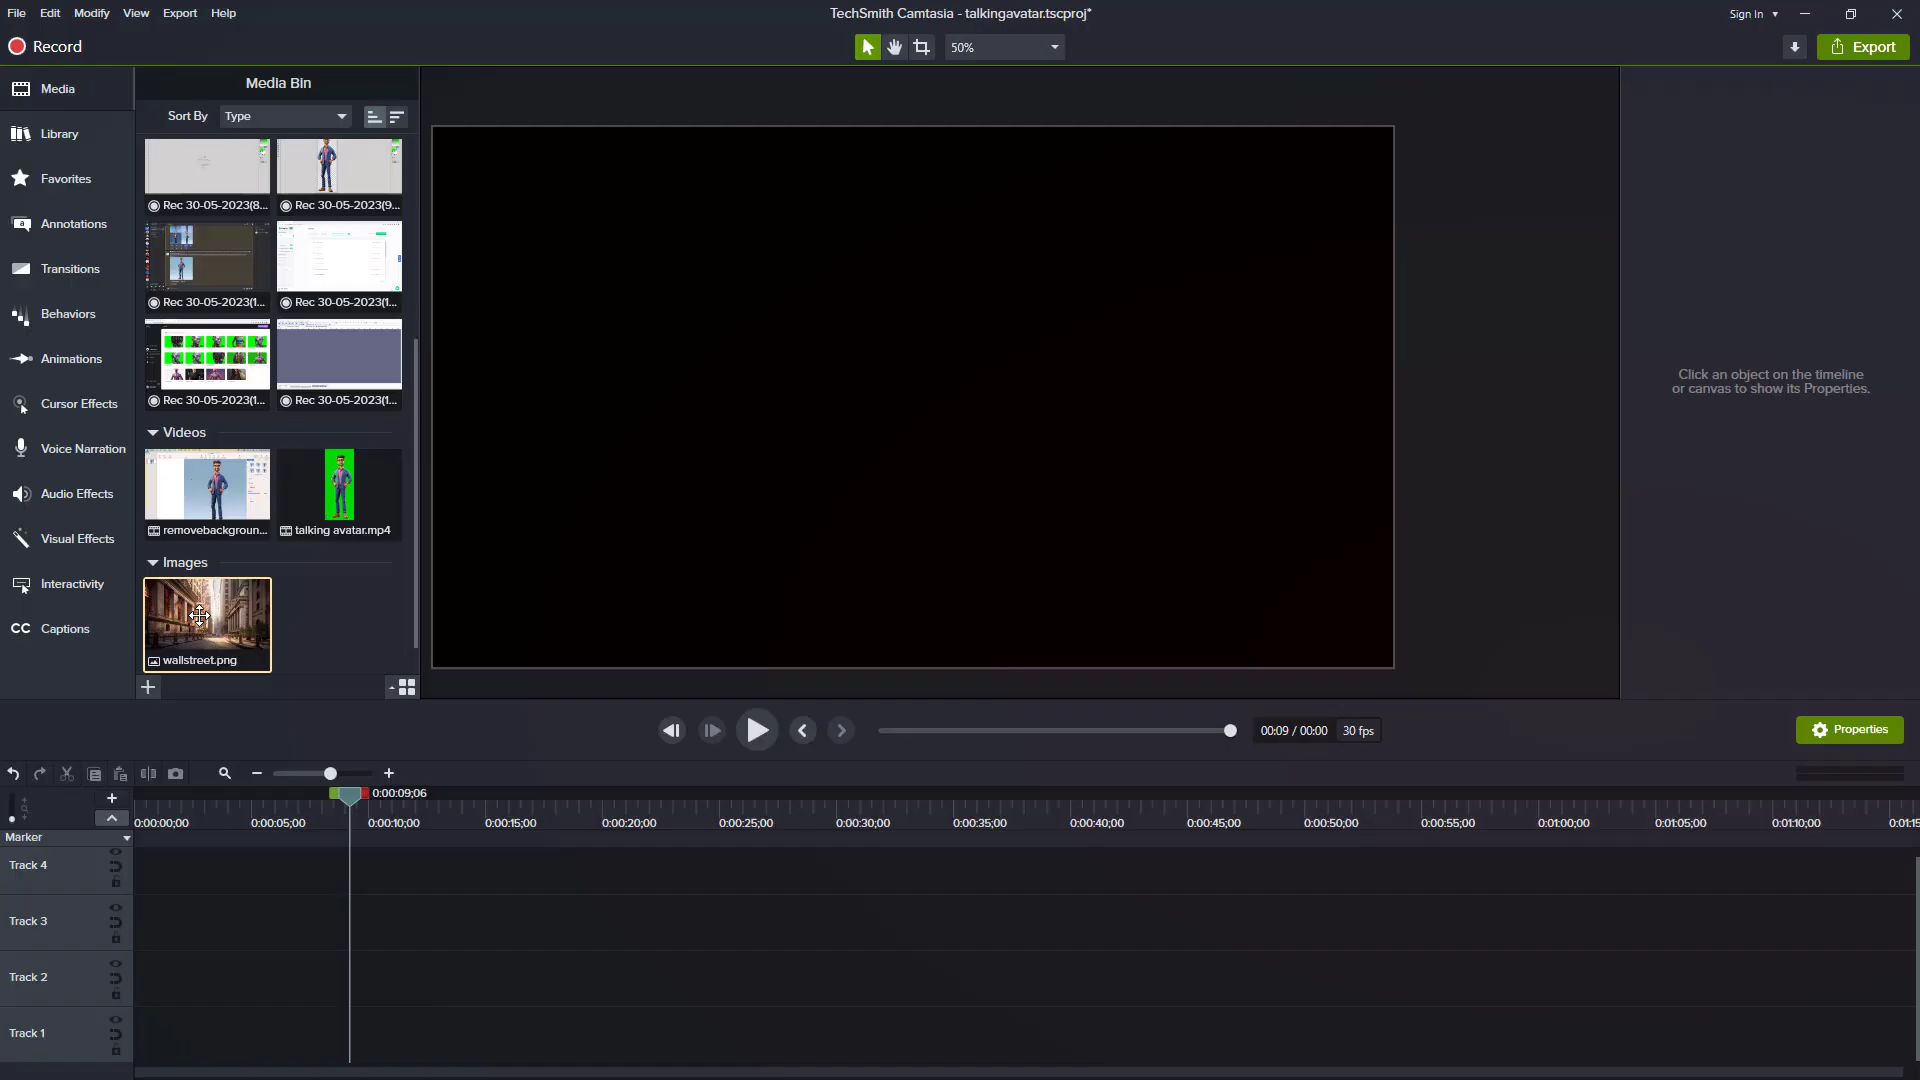 File Edit Modify View Export Help
TechSmith Camtasia - talkingavatar.tscproj*
Sign In
Record
50%
Export
Media
Library
Favorites
Annotations
Transitions
Behaviors
Animations
Cursor Effects
Voice Narration
Audio Effects
Visual Effects
Interactivity
CC Captions
Media Bin
Sort By Type
Rec 30-05-2023(8... Rec 30-05-2023(9...
Rec 30-05-2023(1... Rec 30-05-2023(1...
Rec 30-05-2023(1... Rec 30-05-2023(1...
Videos
removebackgroun... talking avatar.mp4
Images
wallstreet.png
Click an object on the timeline
or canvas to show its Properties.
00:09 / 00:00 30 fps
Properties
0:00:09;06
0:00:00;00 0:00:05;00 0:00:10;00 0:00:15;00 0:00:20;00 0:00:25;00 0:00:30;00 0:00:35;00 0:00:40;00 0:00:45;00 0:00:50;00 0:00:55;00 0:01:00;00 0:01:05;00 0:01:10;00 0:01:15
Marker
Track 4
Track 3
Track 2
Track 1